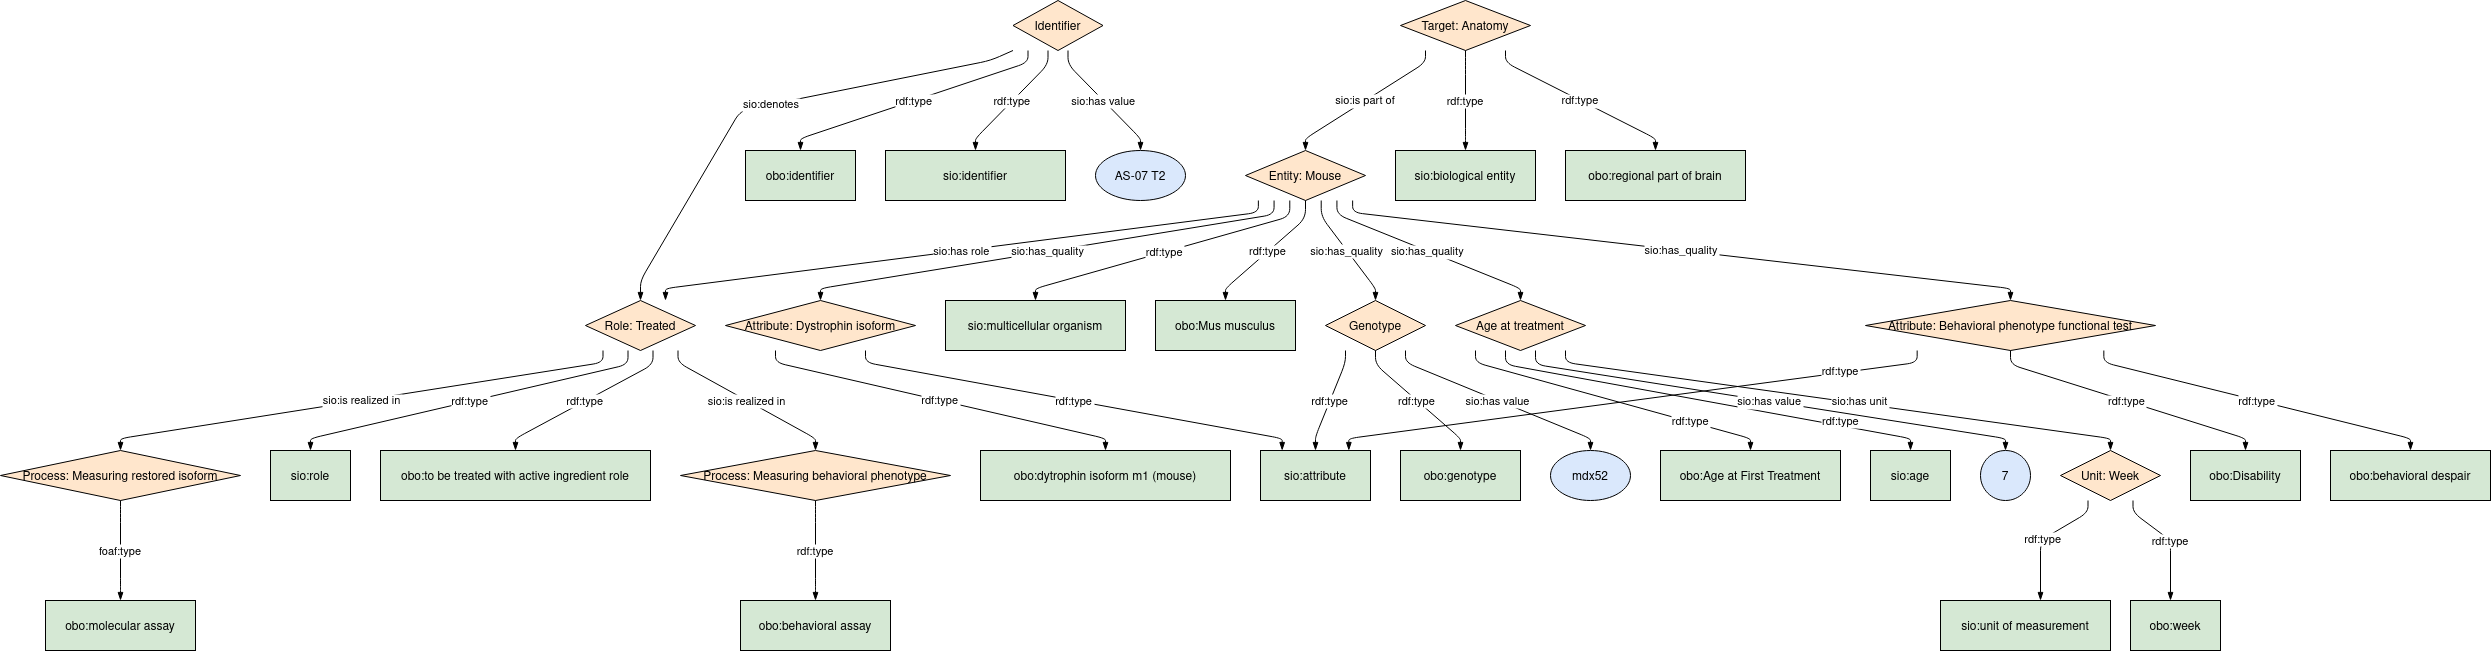 Identifier
Target: Anatomy
sio:denotes
rdf:type
rdf:type
sio:has value
sio:is part of
rdf:type
rdf:type
obo:identifier
sio:identifier
AS-07 T2
Entity: Mouse
sio:biological entity
obo:regional part of brain
sio:has role
sio:has_quality
rdf:type
rdf:type
sio:has_quality
sio:has_quality
sio:has_quality
Role: Treated
Attribute: Dystrophin isoform
sio:multicellular organism
obo:Mus musculus
Genotype
Age at treatment
Attribute: Behavioral phenotype functional test
rdf:type
sio:is realized in
rdf:type
rdf:type
sio:is realized in
rdf:type
rdf:type
rdf:type
rdf:type
sio:has value
sio:has value
sio:has unit
rdf:type
rdf:type
rdf:type
rdf:type
Process: Measuring restored isoform
sio:role
obo:to be treated with active ingredient role
Process: Measuring behavioral phenotype
obo:dytrophin isoform m1 (mouse)
sio:attribute
obo:genotype
mdx52
obo:Age at First Treatment
sio:age
7
Unit: Week
obo:Disability
obo:behavioral despair
foaf:type
rdf:type
rdf:type
rdf:type
obo:molecular assay
obo:behavioral assay
sio:unit of measurement
obo:week